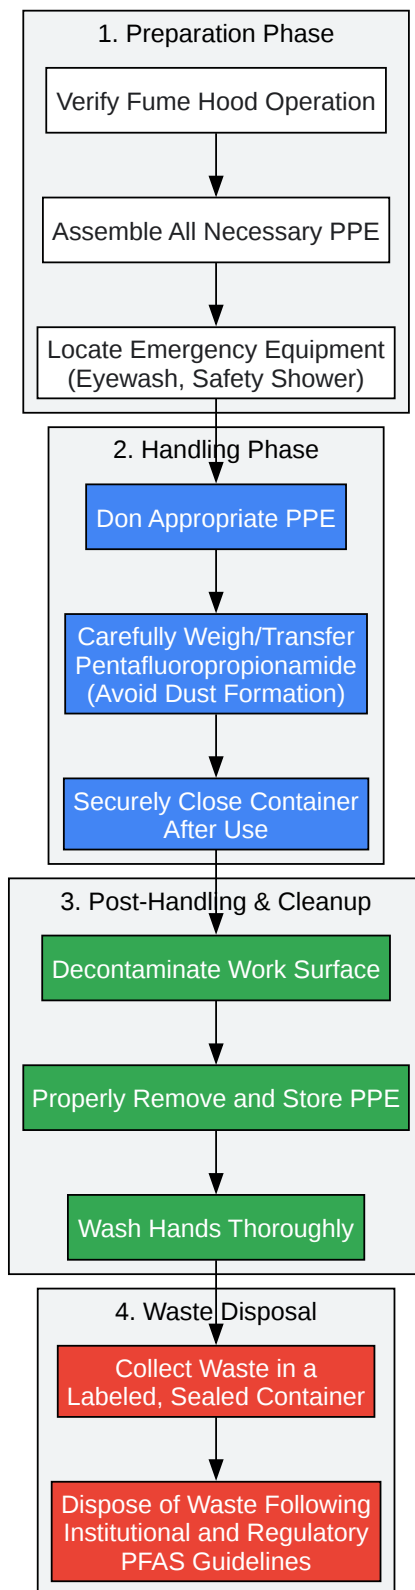 1. Preparation Phase
Verify Fume Hood Operation
Assemble All Necessary PPE
Locate Emergency Equipment
(Eyewash, Safety Shower)
2. Handling Phase
Don Appropriate PPE
Carefully Weigh/Transfer
Pentafluoropropionamide
(Avoid Dust Formation)
Securely Close Container
After Use
3. Post-Handling & Cleanup
Decontaminate Work Surface
Properly Remove and Store PPE
Wash Hands Thoroughly
4. Waste Disposal
Collect Waste in a
Labeled, Sealed Container
Dispose of Waste Following
Institutional and Regulatory
PFAS Guidelines